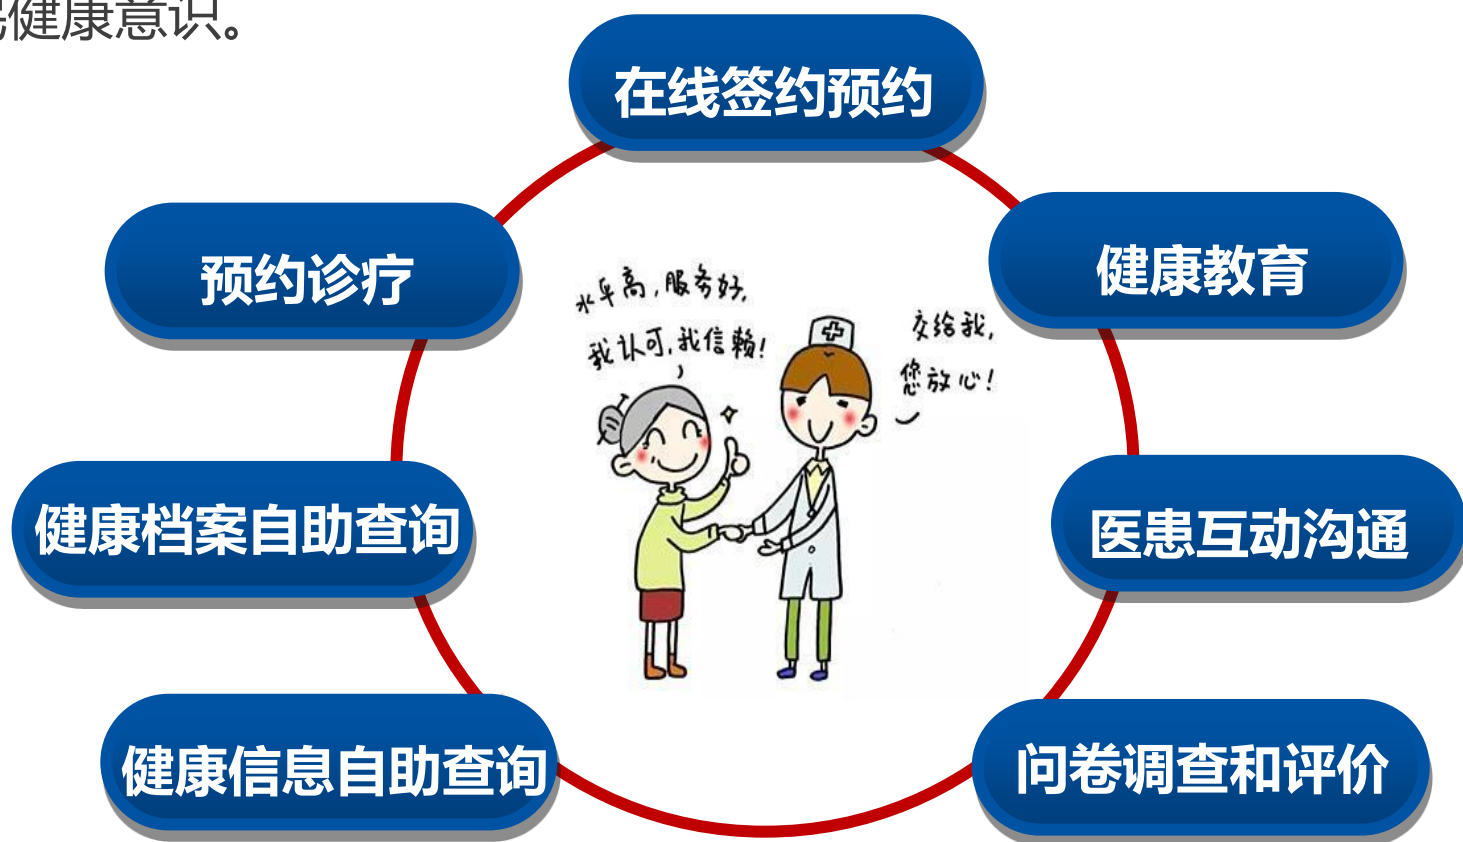 健康意识。
在线签约预约
预约诊疗
健康教育
水平高，服务好，
我认可，我信赖！
交给我，
您放心！
健康档案自助查询
医患互动沟通
健康信息自助查询
问卷调查和评价